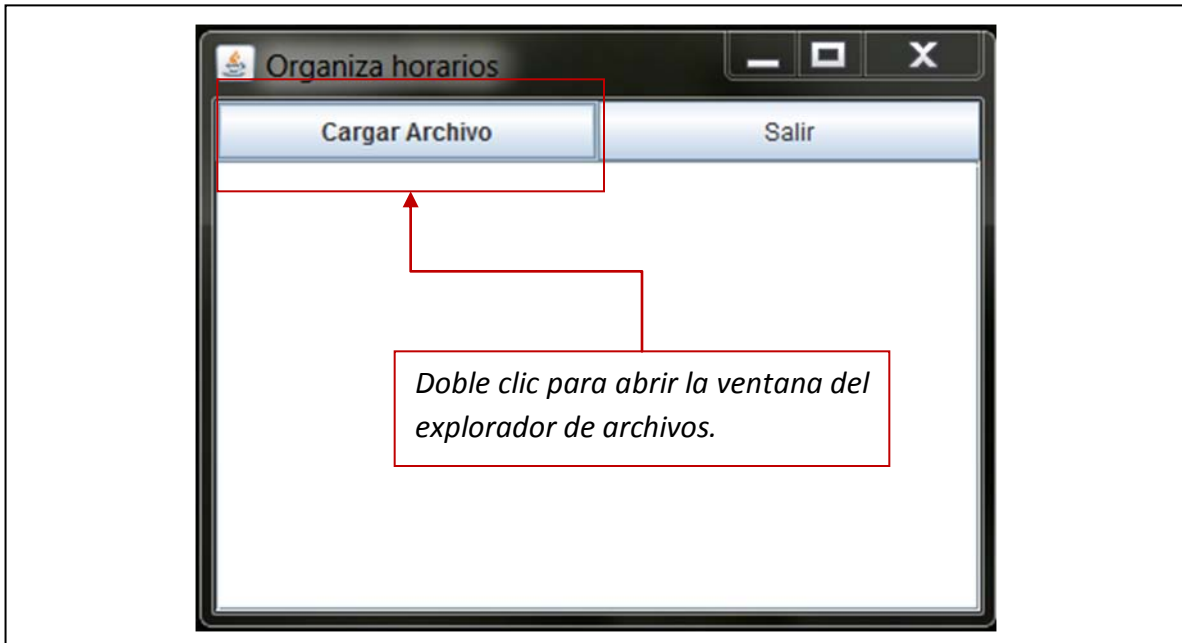 Organiza horarios
Cargar Archivo
Salir
Doble clic para abrir la ventana del
explorador de archivos.